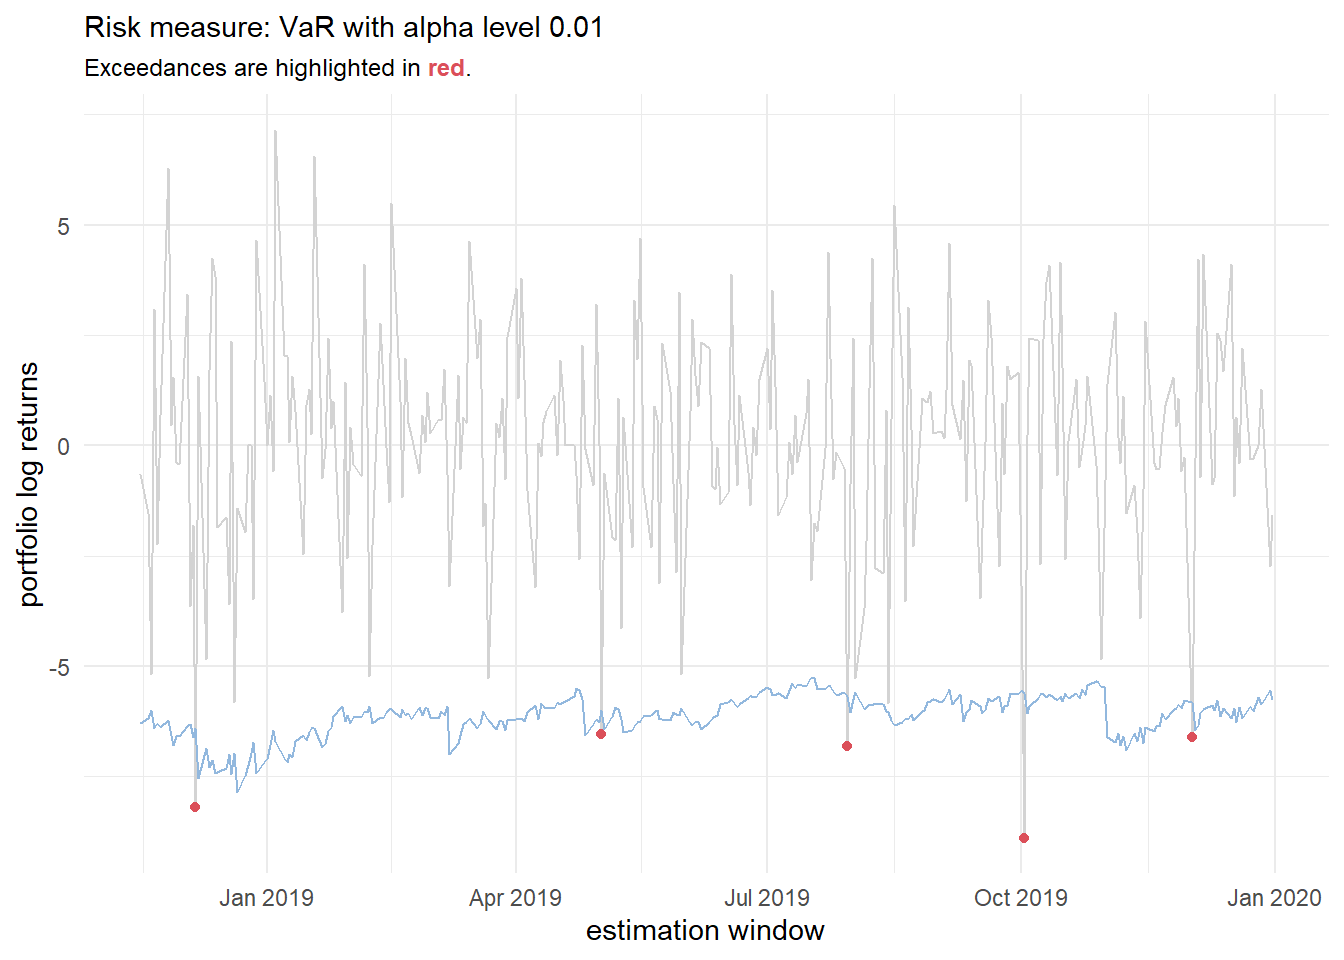 Risk measure: VaR with alpha level 0.01
Exceedances are highlighted in red.
portfolio log returns
5
0
-5
Jan 2019 Apr 2019 Jul 2019 Oct 2019 Jan 2020
estimation window